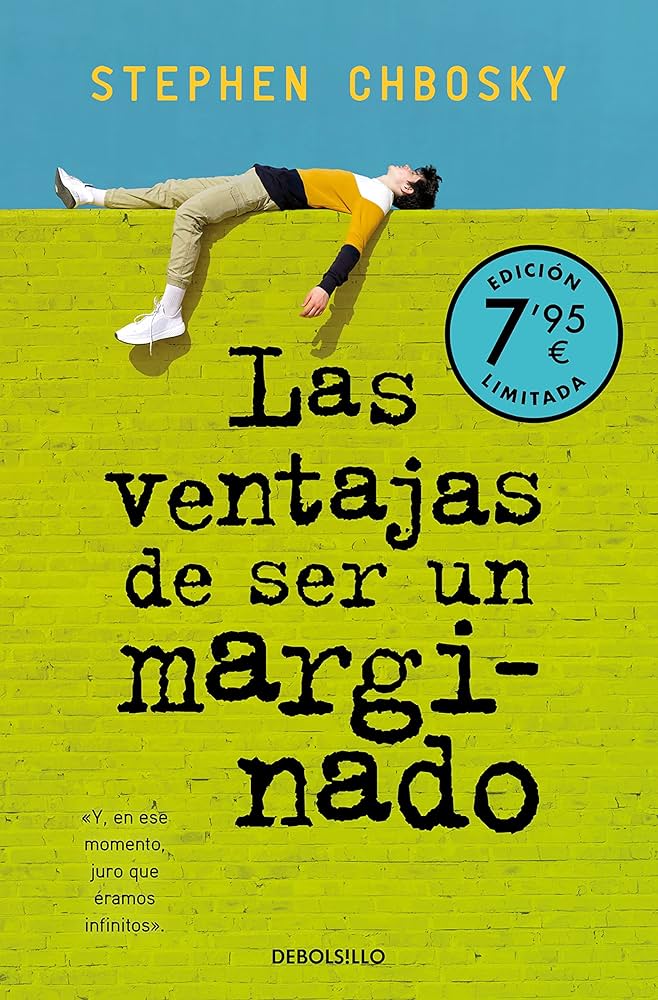 STEPHEN CHBOSKY
EDICIÓN
7'95
€
LIMITADA
Las
ventajas
de ser un
margi-
nado
«Y, en ese
momento,
juro que
éramos
infinitos».
DEBOLS!LLO